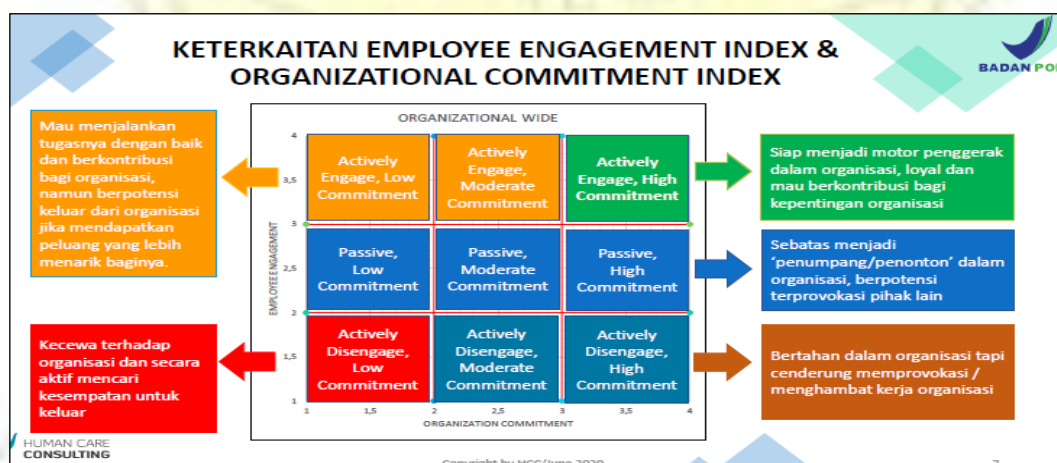 KETERKAITAN EMPLOYEE ENGAGEMENT INDEX &
ORGANIZATIONAL COMMITMENT INDEX
BADAN PO
Mau menjalankan
tugasnya dengan baik
dan berkontribusi
bagi organisasi,
namun berpotensi
keluar dari organisasi
jika mendapatkan
peluang yang lebih
menarik baginya.
Kecewa terhadap
organisasi dan secara
aktif mencari
kesempatan untuk
keluar
ORGANIZATIONAL WIDE
EMPLOYEE ENGAGEMENT
4
3,5
3
2,5
2
1,5
1
Actively
Engage, Low
Commitment
Actively
Engage,
Moderate
Commitment
Actively
Engage, High
Commitment
Passive,
Low
Commitment
Passive,
Moderate
Commitment
Passive,
High
Commitment
Actively
Disengage,
Low
Commitment
Actively
Disengage,
Moderate
Commitment
Actively
Disengage,
High
Commitment
1 1,5 2 2,5 3 3,5 4
ORGANIZATION COMMITMENT
Siap menjadi motor penggerak
dalam organisasi, loyal dan
mau berkontribusi bagi
kepentingan organisasi
Sebatas menjadi
'penumpang/penonton' dalam
organisasi, berpotensi
terprovokasi pihak lain
Bertahan dalam organisasi tapi
cenderung memprovokasi /
menghambat kerja organisasi
HUMAN CARE
CONSULTING
Copyright by HCC/June 2020